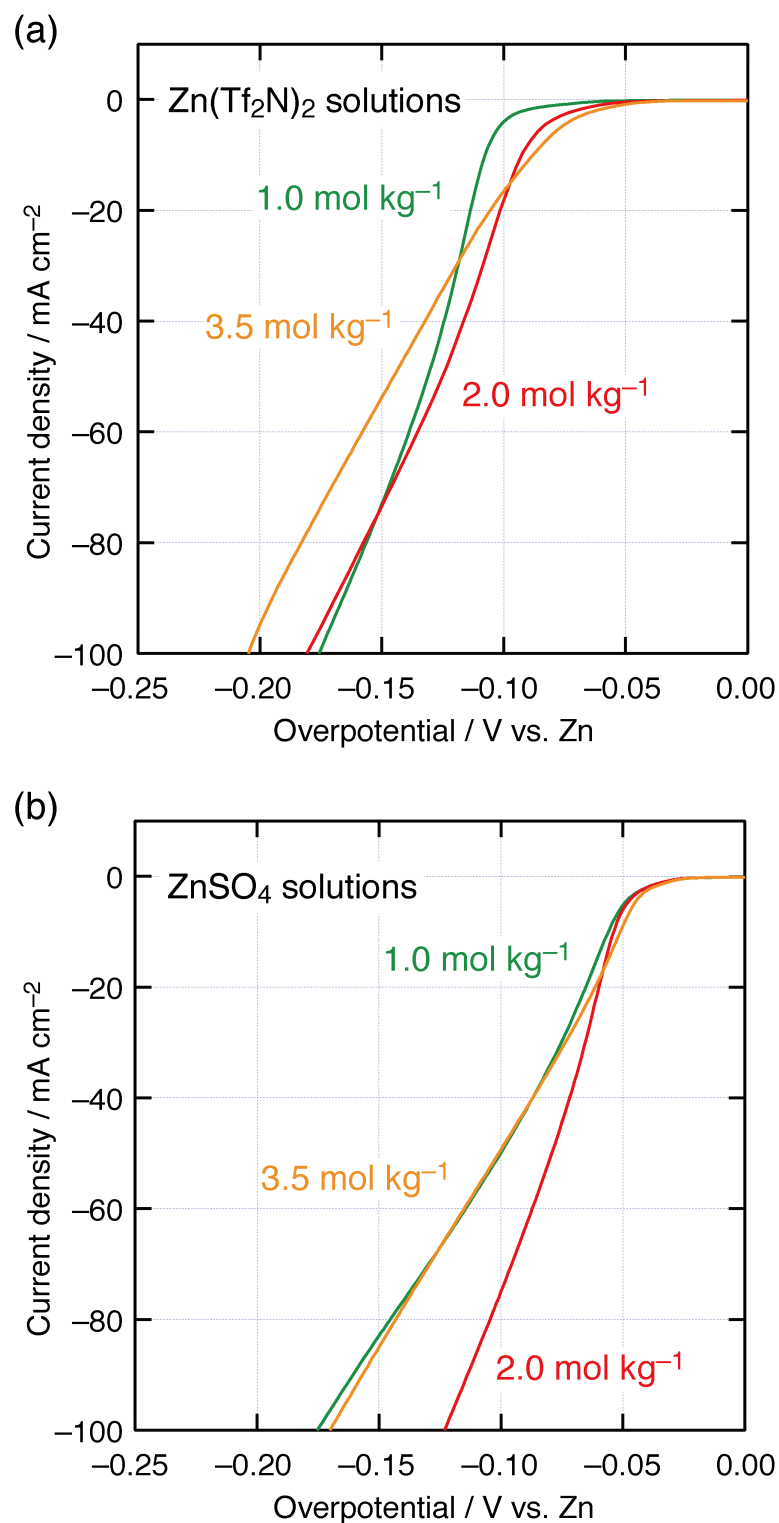 (a)
Zn(Tf₂N)₂ solutions
1.0 mol kg⁻¹
3.5 mol kg⁻¹
2.0 mol kg⁻¹
0
−20
−40
−60
−80
−100
Current density / mA cm⁻²
−0.25
−0.20
−0.15
−0.10
−0.05
0.00
Overpotential / V vs. Zn
(b)
ZnSO₄ solutions
1.0 mol kg⁻¹
3.5 mol kg⁻¹
2.0 mol kg⁻¹
0
−20
−40
−60
−80
−100
Current density / mA cm⁻²
−0.25
−0.20
−0.15
−0.10
−0.05
0.00
Overpotential / V vs. Zn